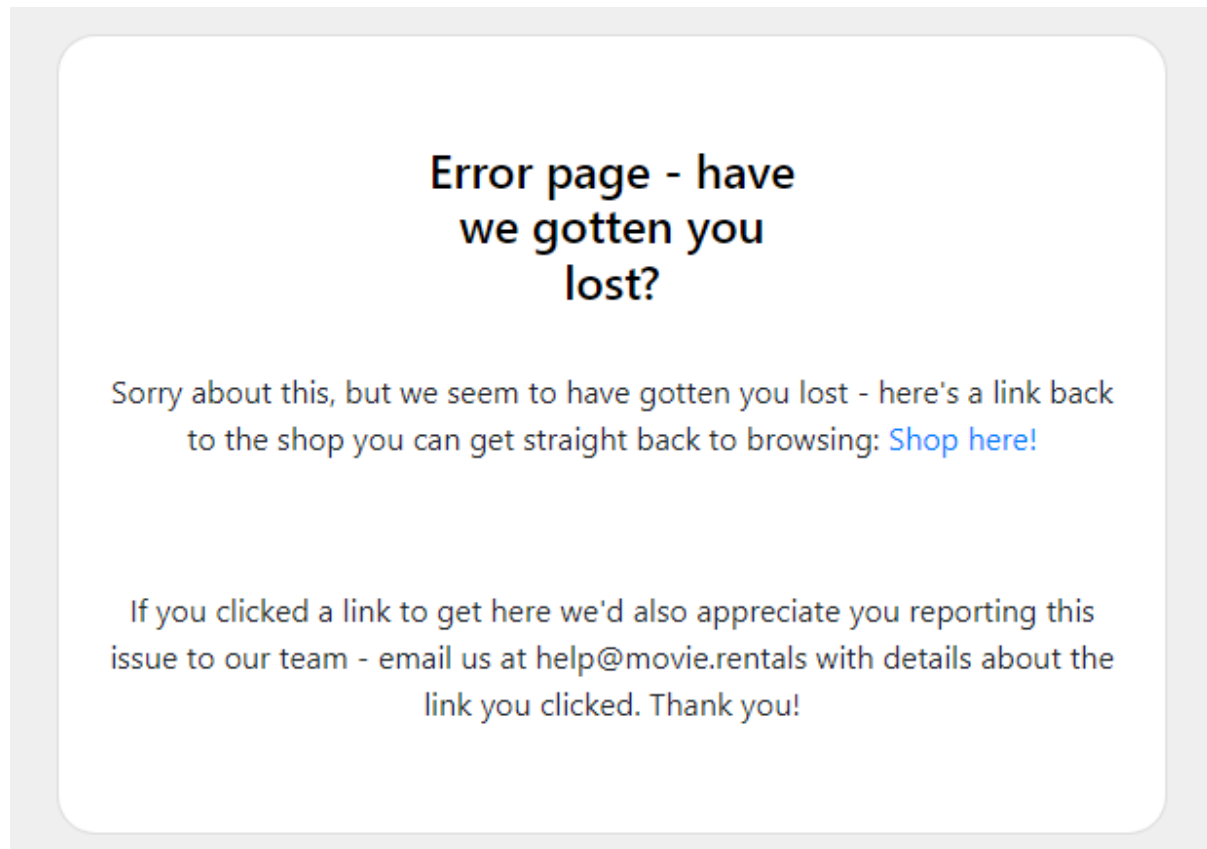 Error page - have
we gotten you
lost?
Sorry about this, but we seem to have gotten you lost - here's a link back
to the shop you can get straight back to browsing: Shop here!
If you clicked a link to get here we'd also appreciate you reporting this
issue to our team - email us at help@movie.rentals with details about the
link you clicked. Thank you!